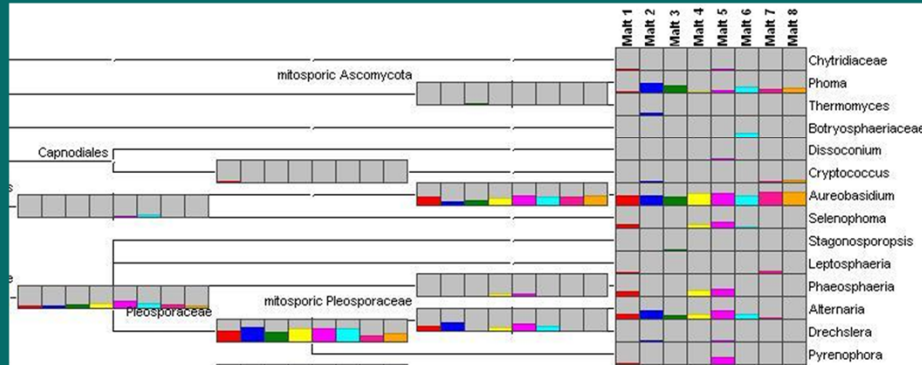 Malt 1
Malt 2
Malt 3
Malt 4
Malt 5
Malt 6
Malt 7
Malt 8
Chytridiaceae
mitosporic Ascomycota
Phoma
Thermomyces
Botryosphaeriaceae
Capnodiales
Dissoconium
Cryptococcus
s
Aureobasidium
Selenophoma
Stagonosporopsis
Leptosphaeria
e
Phaeosphaeria
mitosporic Pleosporaceae
Pleosporaceae
Alternaria
Drechslera
Pyrenophora